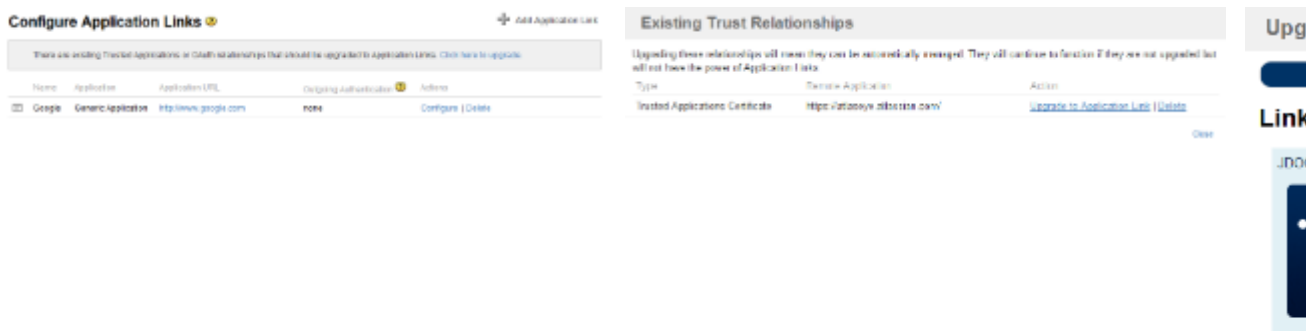 Configure Application Links
Add Application Link
There are existing Trusted Applications or OAuth relationships that should be upgraded to Application Links. Click here to upgrade.
Name Application Application URL Outgoing Authentication Actions
Google Generic Application http://www.google.com none Configure | Delete
Existing Trust Relationships
Upgrading these relationships will mean they can be automatically managed. They will continue to function if they are not upgraded but
will not have the power of Application Links.
Type Remote Application Action
Trusted Applications Certificate Upgrade to Application Link | Delete
Close
Upg
Link